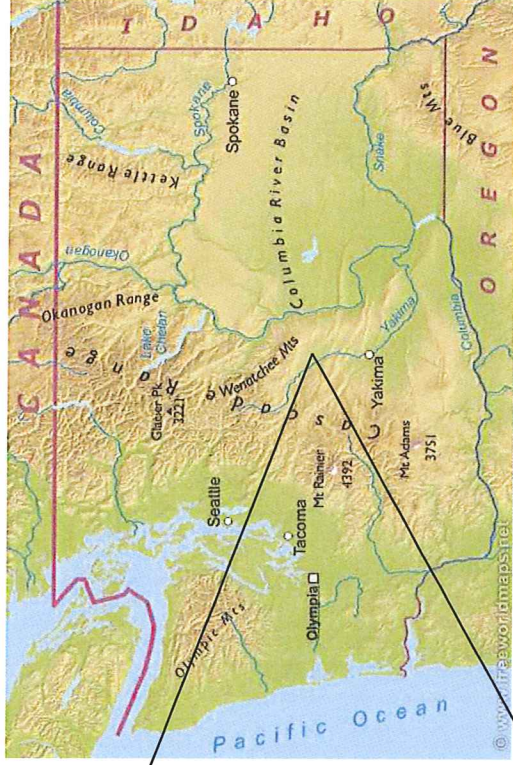 CANADA
IDAHO
OREGON
Columbia
Kettle Range
Spokane
Spokane
Okanogan
Okanogan Range
Lake
Chelan
Glacier Pk
3221
Wenatchee Mts
Cascade Range
Columbia River Basin
Snake
Blue Mts
Yakima
Yakima
Columbia
Seattle
Tacoma
Olympia
Olympic Mts
Mt Rainier
4392
Mt Adams
3751
Pacific Ocean
© www.freeworldmaps.net